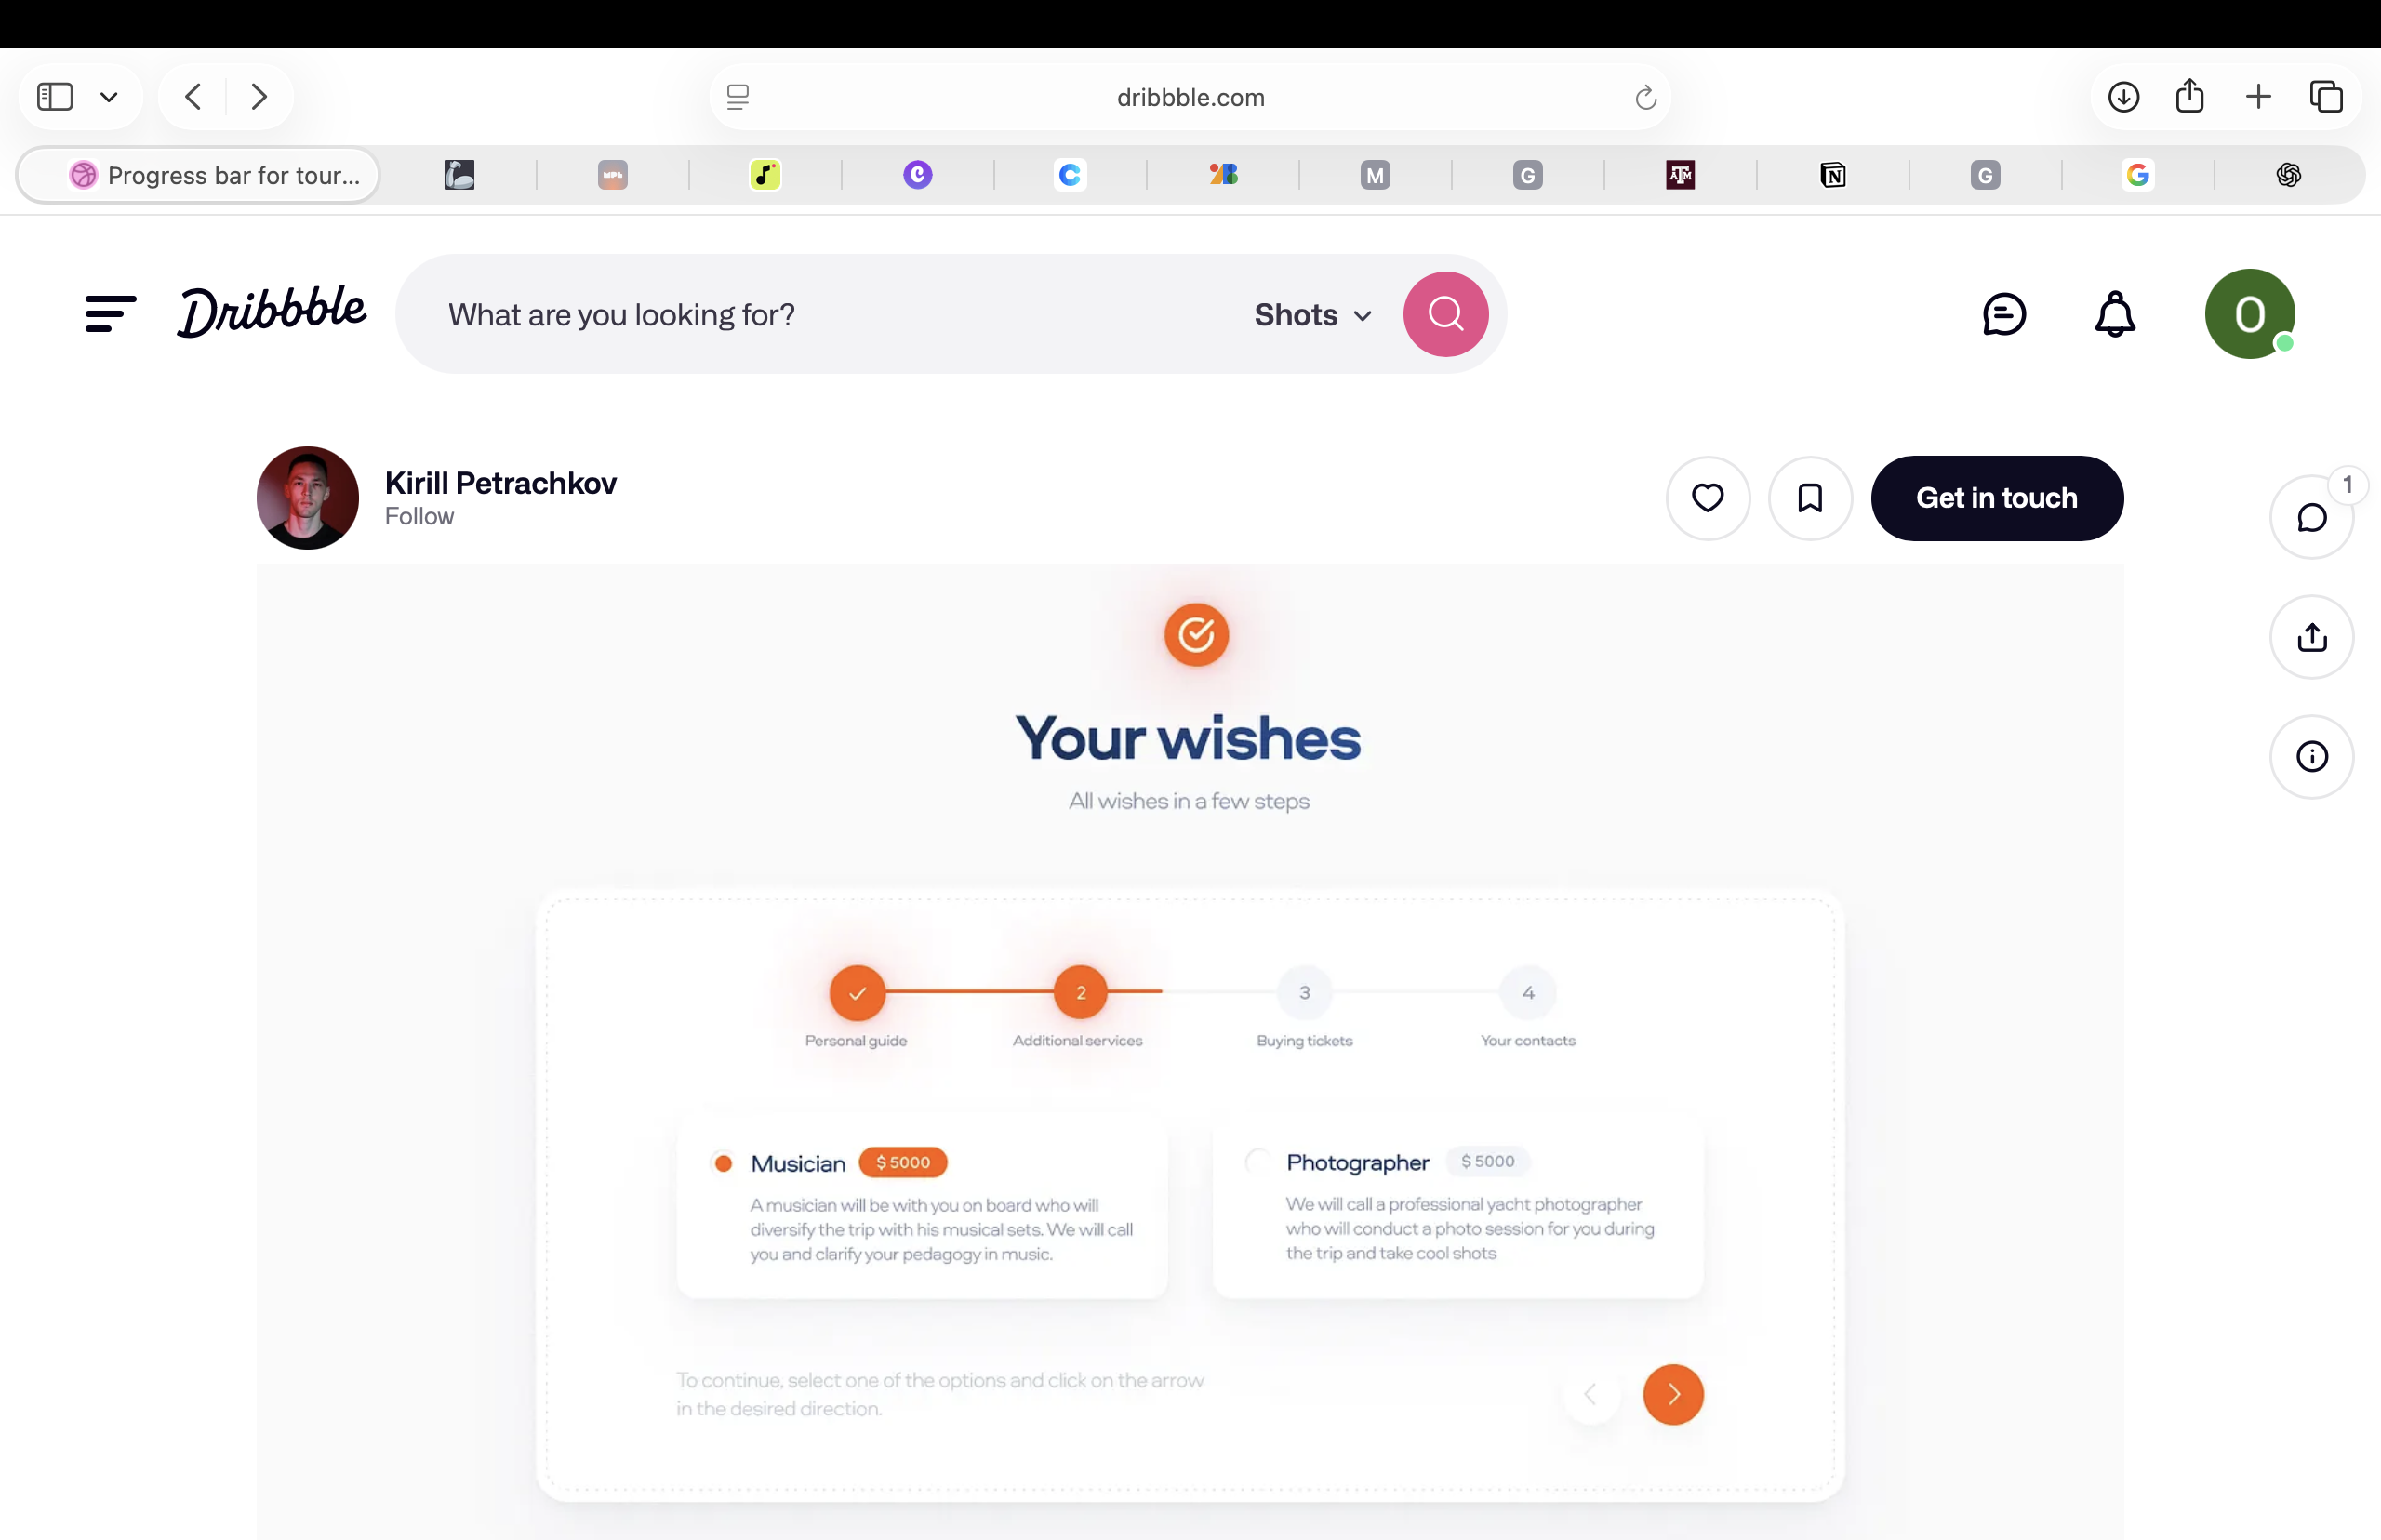 dribbble.com
Progress bar for tour...
MPb
M
G
ATM
N
G
G
Dribbble
What are you looking for?
Shots
O
Kirill Petrachkov
Follow
Get in touch
1
Your wishes
All wishes in a few steps
2
3
4
Personal guide
Additional services
Buying tickets
Your contacts
Musician
$ 5000
A musician will be with you on board who will
diversify the trip with his musical sets. We will call
you and clarify your pedagogy in music.
Photographer
$ 5000
We will call a professional yacht photographer
who will conduct a photo session for you during
the trip and take cool shots
To continue, select one of the options and click on the arrow
in the desired direction.